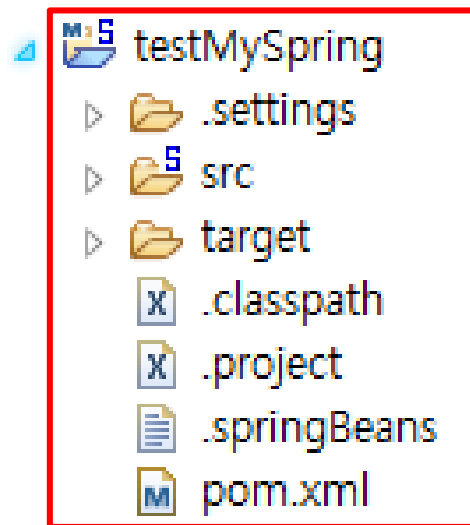 testMySpring
.settings
src
target
.classpath
.project
.springBeans
pom.xml